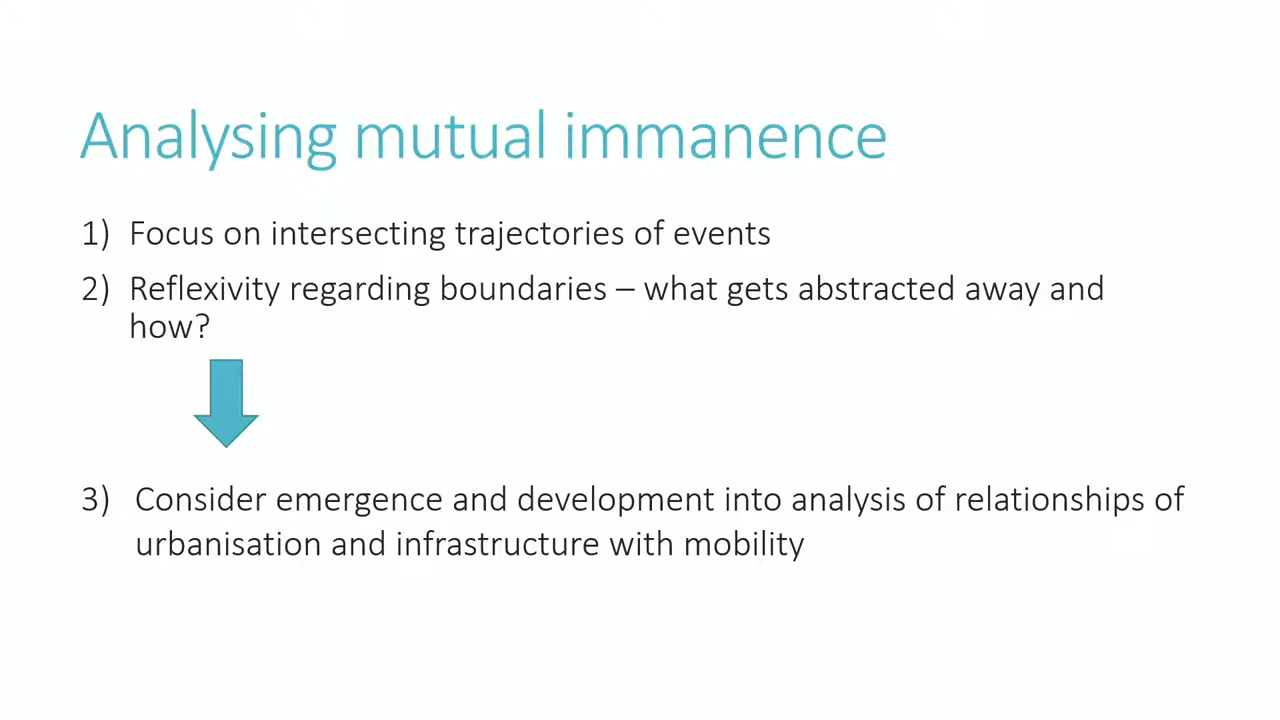 Analysing mutual immanence
1) Focus on intersecting trajectories of events
2) Reflexivity regarding boundaries – what gets abstracted away and
how?
3) Consider emergence and development into analysis of relationships of
urbanisation and infrastructure with mobility